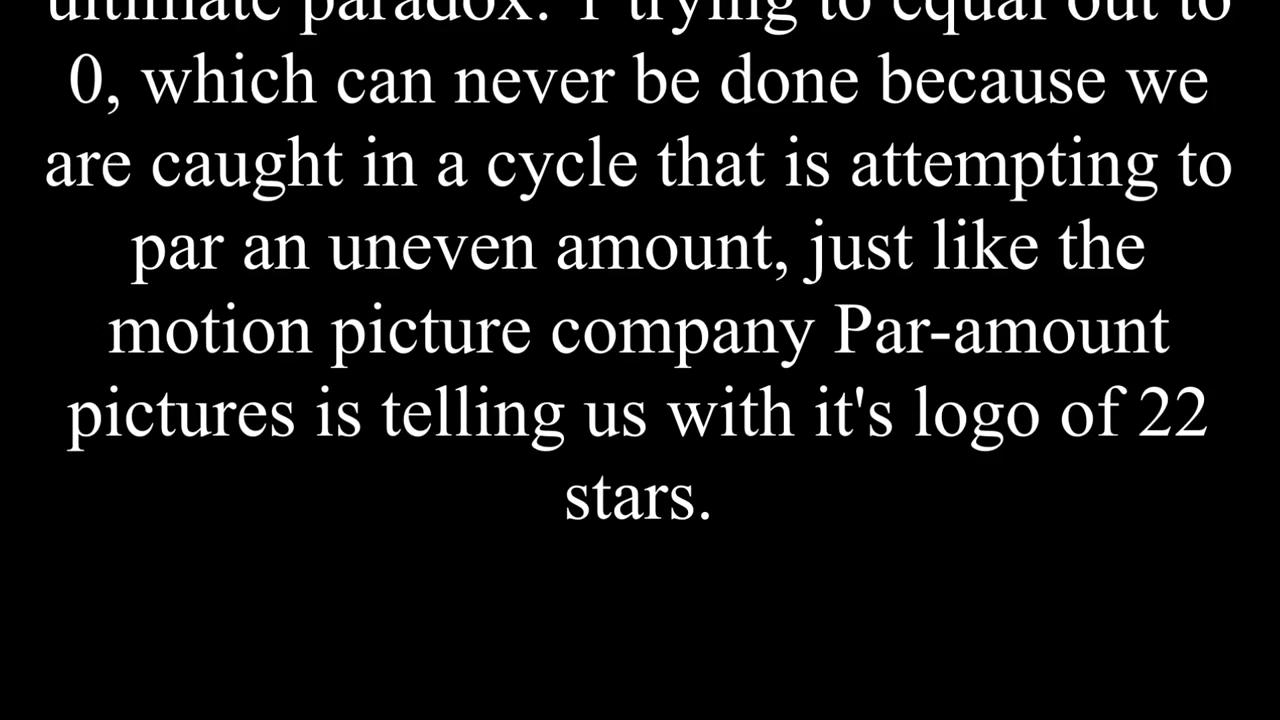 ultimate paradox. 1 trying to equal out to
0, which can never be done because we
are caught in a cycle that is attempting to
par an uneven amount, just like the
motion picture company Par-amount
pictures is telling us with it's logo of 22
stars.